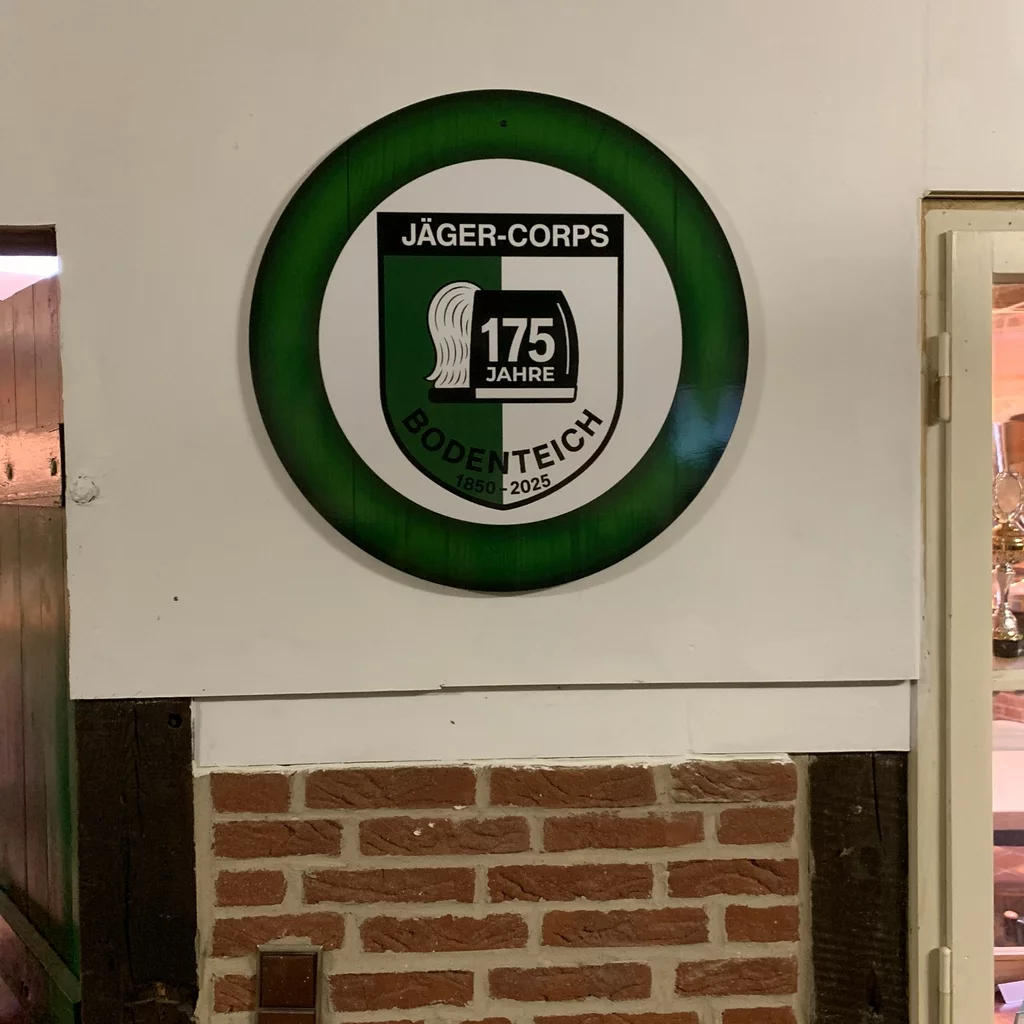 JÄGER-CORPS
175
JAHRE
BODENTEICH
1850-2025